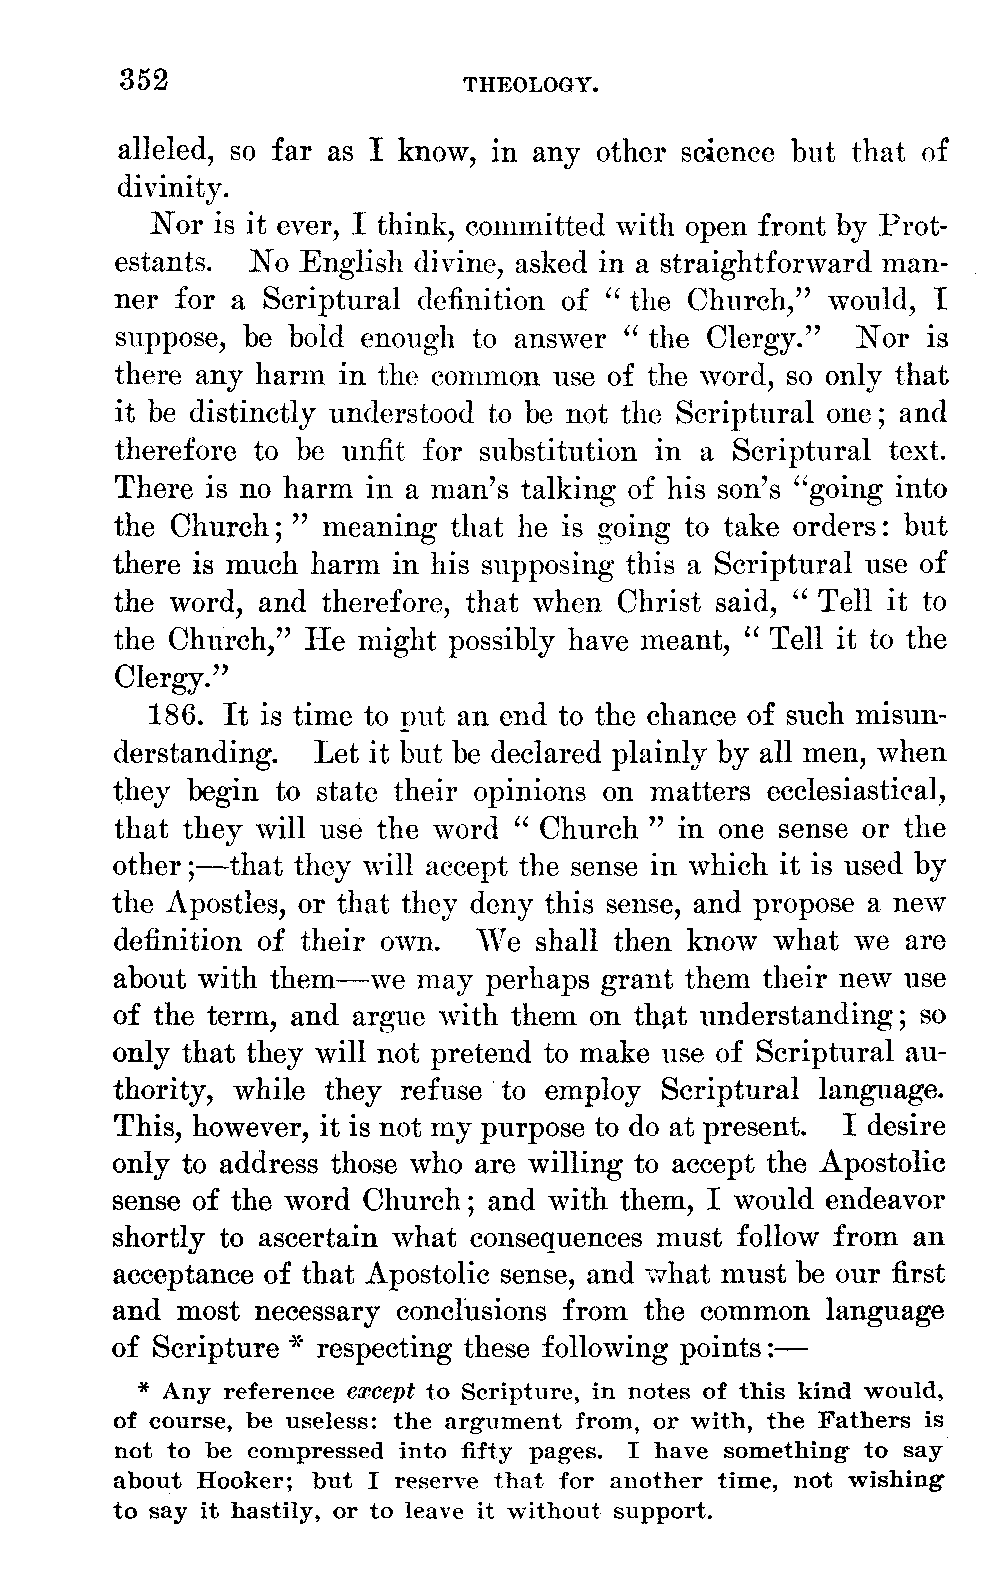 352 THEOLOGY.
alleled, so far as I know, in any other science but that of
divinity.
Nor is it ever, I think, committed with open front by Prot-
estants. No English divine, asked in a straightforward man-
ner for a Scriptural definition of “ the Church,” would, I
suppose, be bold enough to answer “ the Clergy.” Nor is
there any harm in the common use of the word, so only that
it be distinctly understood to be not the Scriptural one; and
therefore to be unfit for substitution in a Scriptural text.
There is no harm in a man’s talking of his son’s “going into
the Church; ” meaning that he is going to take orders: but
there is much harm in his supposing this a Scriptural use of
the word, and therefore, that when Christ said, “ Tell it to
the Church,” He might possibly have meant, “ Tell it to the
Clergy.”
186. It is time to put an end to the chance of such misun-
derstanding. Let it but be declared plainly by all men, when
they begin to state their opinions on matters ecclesiastical,
that they will use the word “ Church ” in one sense or the
other;—that they will accept the sense in which it is used by
the Apostles, or that they deny this sense, and propose a new
definition of their own. We shall then know what we are
about with them—we may perhaps grant them their new use
of the term, and argue with them on that understanding; so
only that they will not pretend to make use of Scriptural au-
thority, while they refuse to employ Scriptural language.
This, however, it is not my purpose to do at present. I desire
only to address those who are willing to accept the Apostolic
sense of the word Church; and with them, I would endeavor
shortly to ascertain what consequences must follow from an
acceptance of that Apostolic sense, and what must be our first
and most necessary conclusions from the common language
of Scripture * respecting these following points:—
* Any reference except to Scripture, in notes of this kind would,
of course, be useless: the argument from, or with, the Fathers is
not to be compressed into fifty pages. I have something to say
about Hooker; but I reserve that for another time, not wishing
to say it hastily, or to leave it without support.